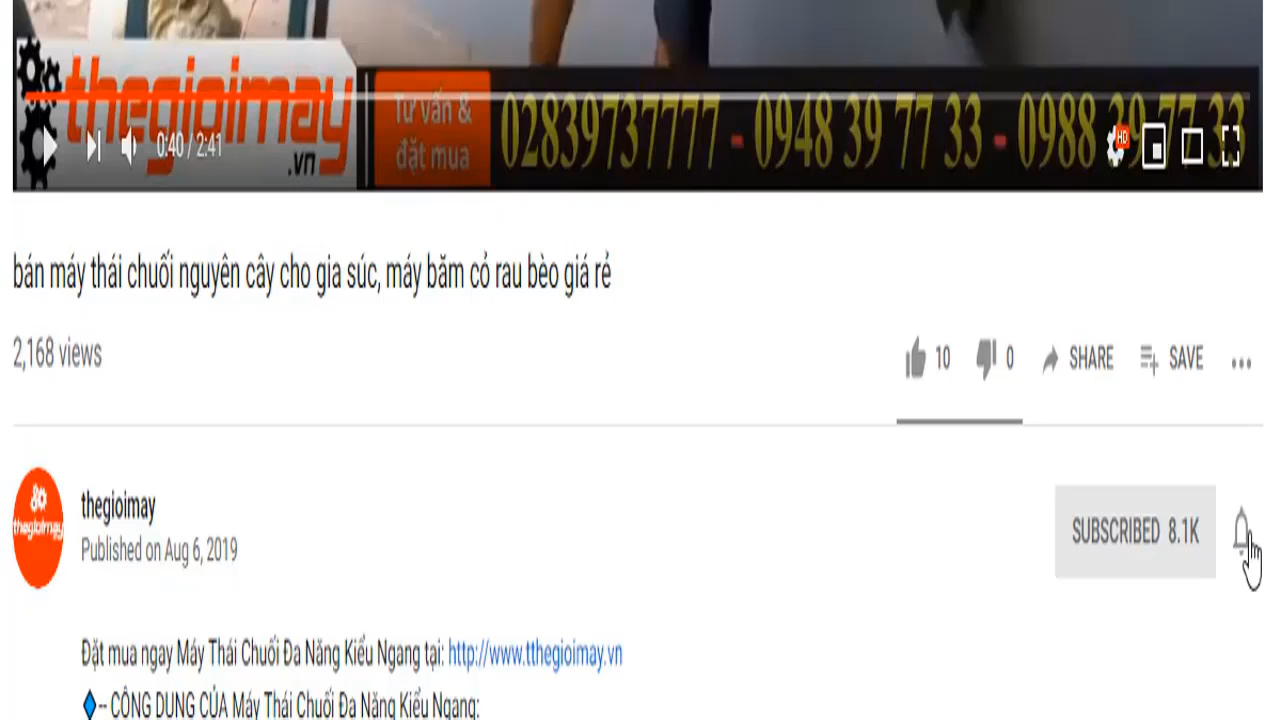 thegioimay
.vn
Tư vấn &
đặt mua
02839737777 - 0948 39 77 33 - 0988 39 77 33
HD
0:40 / 2:41
bán máy thái chuối nguyên cây cho gia súc, máy băm cỏ rau bèo giá rẻ
2,168 views
10 0 SHARE SAVE
thegioimay
thegioimay
Published on Aug 6, 2019
SUBSCRIBED 8.1K
Đặt mua ngay Máy Thái Chuối Đa Năng Kiểu Ngang tại: http://www.tthegioimay.vn
-- CÔNG DỤNG CỦA Máy Thái Chuối Đa Năng Kiểu Ngang: